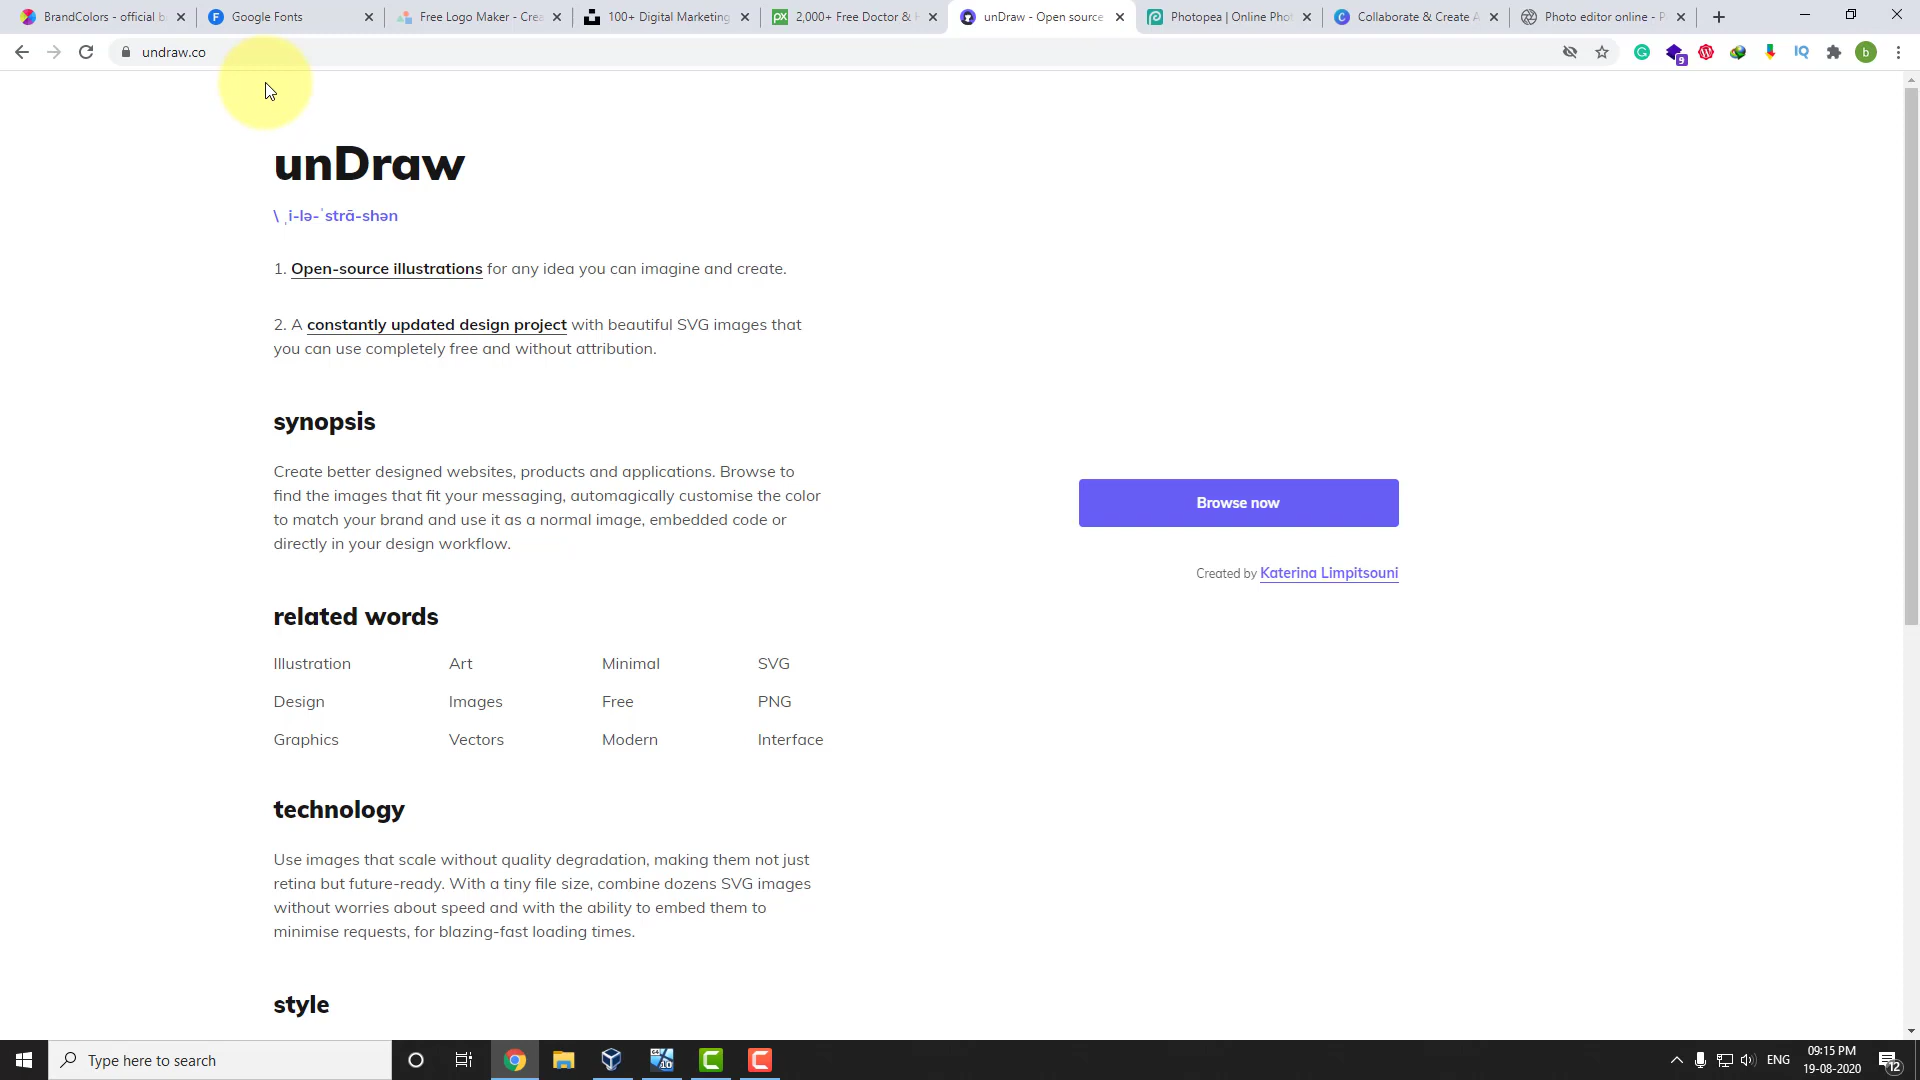 BrandColors - official b
Google Fonts
Free Logo Maker - Crea
100+ Digital Marketing
2,000+ Free Doctor & H
unDraw - Open source
Photopea | Online Phot
Collaborate & Create A
Photo editor online - P
undraw.co
9
IQ
b
unDraw
\ ˌi-lə-ˈstrā-shən
1. Open-source illustrations for any idea you can imagine and create.
2. A constantly updated design project with beautiful SVG images that
you can use completely free and without attribution.
synopsis
Create better designed websites, products and applications. Browse to
find the images that fit your messaging, automagically customise the color
to match your brand and use it as a normal image, embedded code or
directly in your design workflow.
Browse now
Created by Katerina Limpitsouni
related words
Illustration Art Minimal SVG
Design Images Free PNG
Graphics Vectors Modern Interface
technology
Use images that scale without quality degradation, making them not just
retina but future-ready. With a tiny file size, combine dozens SVG images
without worries about speed and with the ability to embed them to
minimise requests, for blazing-fast loading times.
style
Type here to search
ENG
09:15 PM
19-08-2020
12